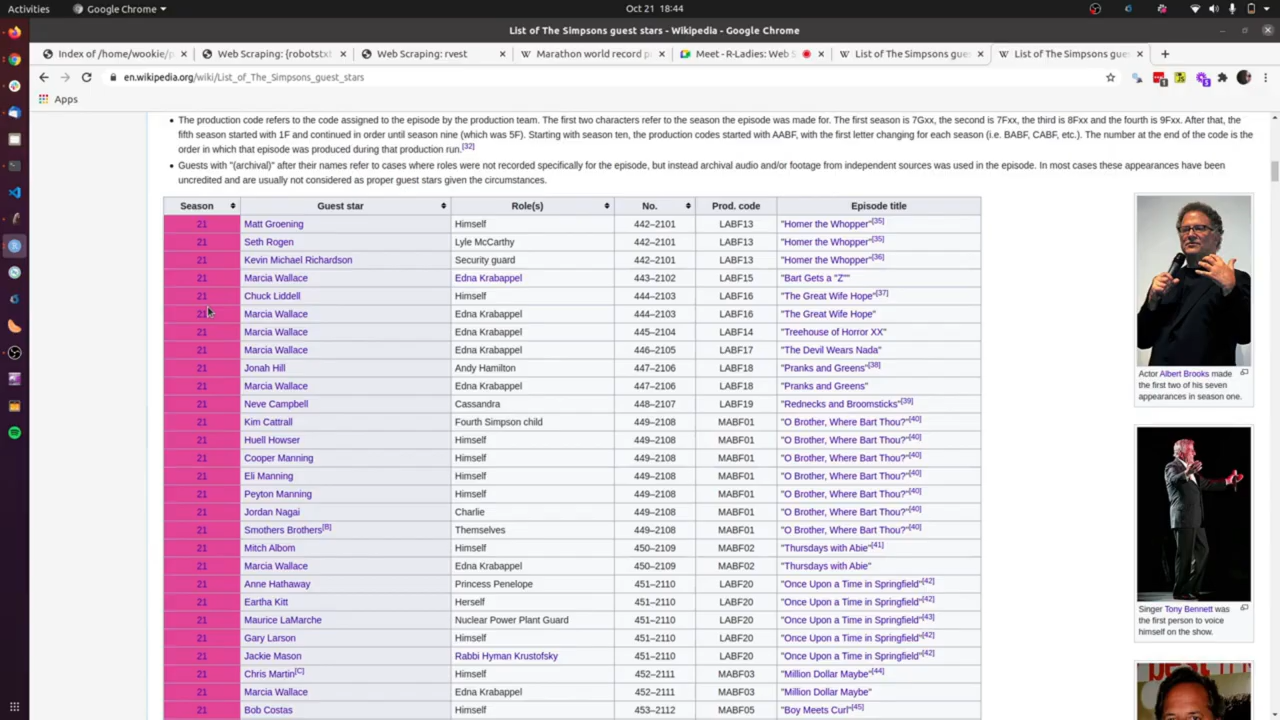 Activities
Google Chrome
Oct 21 18:44
List of The Simpsons guest stars - Wikipedia - Google Chrome
Index of /home/wookie/p
Web Scraping: {robotstxt
Web Scraping: rvest
Marathon world record p
Meet - R-Ladies: Web S
List of The Simpsons gues
List of The Simpsons gues
en.wikipedia.org/wiki/List_of_The_Simpsons_guest_stars
Apps
The production code refers to the code assigned to the episode by the production team. The first two characters refer to the season the episode was made for. The first season is 7Gxx, the second is 7Fxx, the third is 8Fxx and the fourth is 9Fxx. After that, the
fifth season started with 1F and continued in order until season nine (which was 5F). Starting with season ten, the production codes started with AABF, with the first letter changing for each season (i.e. BABF, CABF, etc.). The number at the end of the code is the
order in which that episode was produced during that production run.[32]
Guests with "(archival)" after their names refer to cases where roles were not recorded specifically for the episode, but instead archival audio and/or footage from independent sources was used in the episode. In most cases these appearances have been
uncredited and are usually not considered as proper guest stars given the circumstances.
Season Guest star Role(s) No. Prod. code Episode title
21 Matt Groening Himself 442–2101 LABF13 "Homer the Whopper"[35]
21 Seth Rogen Lyle McCarthy 442–2101 LABF13 "Homer the Whopper"[35]
21 Kevin Michael Richardson Security guard 442–2101 LABF13 "Homer the Whopper"[36]
21 Marcia Wallace Edna Krabappel 443–2102 LABF15 "Bart Gets a "Z""
21 Chuck Liddell Himself 444–2103 LABF16 "The Great Wife Hope"[37]
21 Marcia Wallace Edna Krabappel 444–2103 LABF16 "The Great Wife Hope"
21 Marcia Wallace Edna Krabappel 445–2104 LABF14 "Treehouse of Horror XX"
21 Marcia Wallace Edna Krabappel 446–2105 LABF17 "The Devil Wears Nada"
21 Jonah Hill Andy Hamilton 447–2106 LABF18 "Pranks and Greens"[38]
21 Marcia Wallace Edna Krabappel 447–2106 LABF18 "Pranks and Greens"
21 Neve Campbell Cassandra 448–2107 LABF19 "Rednecks and Broomsticks"[39]
21 Kim Cattrall Fourth Simpson child 449–2108 MABF01 "O Brother, Where Bart Thou?"[40]
21 Huell Howser Himself 449–2108 MABF01 "O Brother, Where Bart Thou?"[40]
21 Cooper Manning Himself 449–2108 MABF01 "O Brother, Where Bart Thou?"[40]
21 Eli Manning Himself 449–2108 MABF01 "O Brother, Where Bart Thou?"[40]
21 Peyton Manning Himself 449–2108 MABF01 "O Brother, Where Bart Thou?"[40]
21 Jordan Nagai Charlie 449–2108 MABF01 "O Brother, Where Bart Thou?"[40]
21 Smothers Brothers[B] Themselves 449–2108 MABF01 "O Brother, Where Bart Thou?"[40]
21 Mitch Albom Himself 450–2109 MABF02 "Thursdays with Abie"[41]
21 Marcia Wallace Edna Krabappel 450–2109 MABF02 "Thursdays with Abie"
21 Anne Hathaway Princess Penelope 451–2110 LABF20 "Once Upon a Time in Springfield"[42]
21 Eartha Kitt Herself 451–2110 LABF20 "Once Upon a Time in Springfield"[42]
21 Maurice LaMarche Nuclear Power Plant Guard 451–2110 LABF20 "Once Upon a Time in Springfield"[43]
21 Gary Larson Himself 451–2110 LABF20 "Once Upon a Time in Springfield"[42]
21 Jackie Mason Rabbi Hyman Krustofsky 451–2110 LABF20 "Once Upon a Time in Springfield"[42]
21 Chris Martin[C] Himself 452–2111 MABF03 "Million Dollar Maybe"[44]
21 Marcia Wallace Edna Krabappel 452–2111 MABF03 "Million Dollar Maybe"
21 Bob Costas Himself 453–2112 MABF05 "Boy Meets Curl"[45]
Actor Albert Brooks made
the first two of his seven
appearances in season one.
Singer Tony Bennett was
the first person to voice
himself on the show.